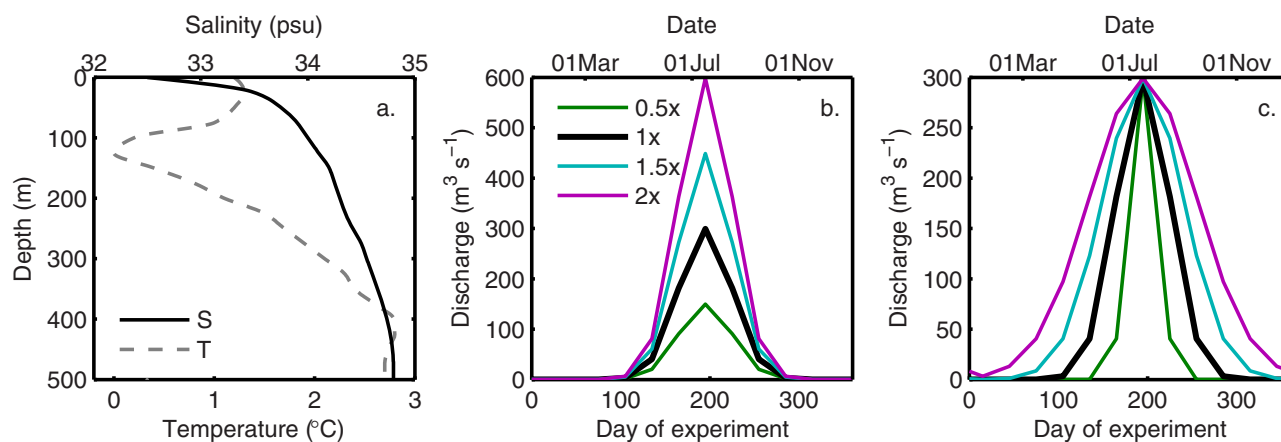 Salinity (psu)
32 33 34 35
0
100
200
300
400
500
Depth (m)
a.
S
T
0 1 2 3
Temperature (°C)
Date
01Mar 01Jul 01Nov
600
500
400
300
200
100
0
Discharge (m³ s⁻¹)
b.
0.5x
1x
1.5x
2x
0 100 200 300
Day of experiment
Date
01Mar 01Jul 01Nov
300
250
200
150
100
50
0
Discharge (m³ s⁻¹)
c.
0 100 200 300
Day of experiment